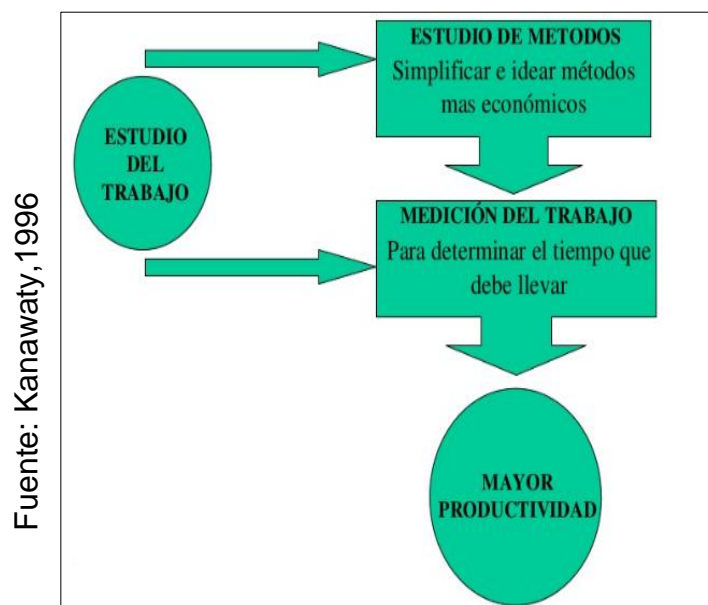 ESTUDIO DE METODOS
Simplificar e idear métodos
mas económicos
ESTUDIO
DEL
TRABAJO
MEDICIÓN DEL TRABAJO
Para determinar el tiempo que
debe llevar
MAYOR
PRODUCTIVIDAD
Fuente: Kanawaty,1996